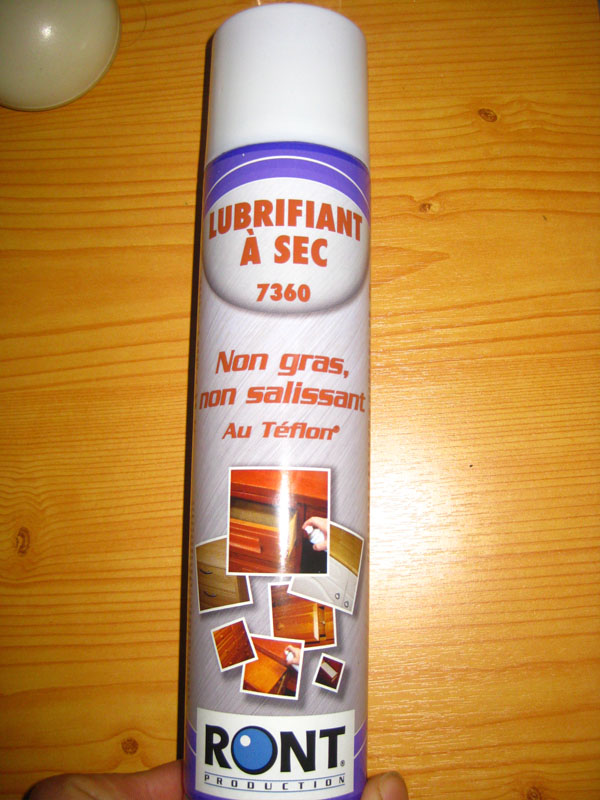 LUBRIFIANT
À SEC
7360
Non gras,
non salissant
Au Téflon®
RONT®
PRODUCTION